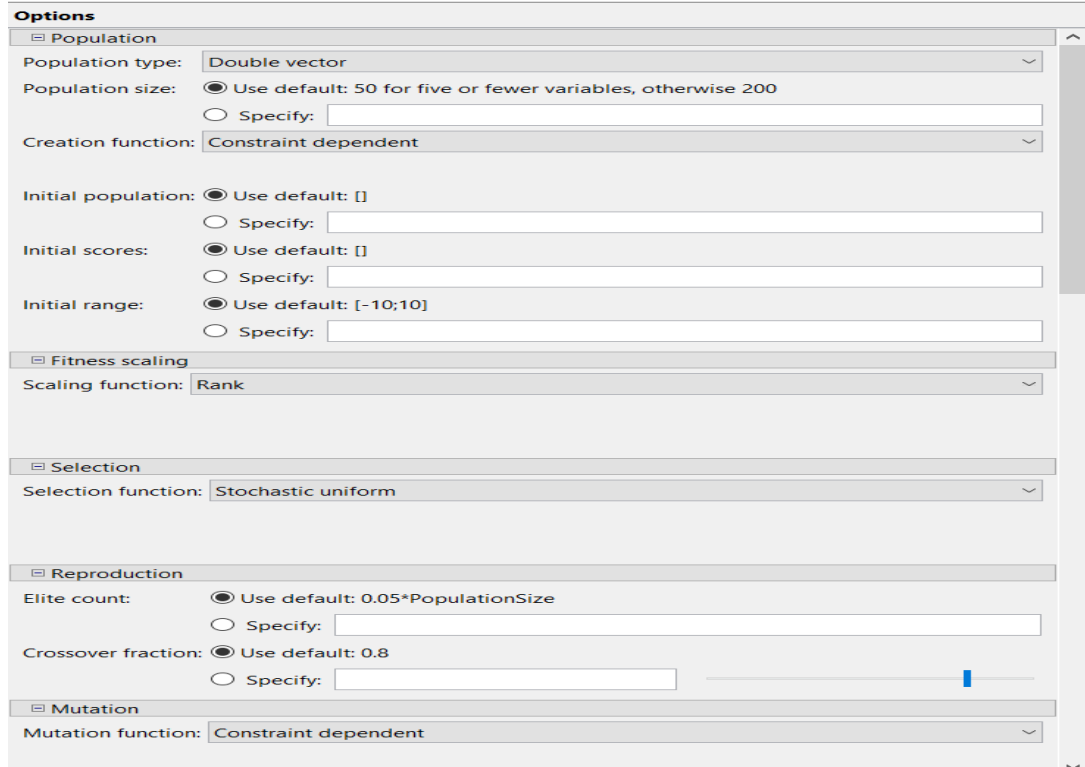 Options
Population
Population type: Double vector
Population size: Use default: 50 for five or fewer variables, otherwise 200
Specify:
Creation function: Constraint dependent
Initial population: Use default: []
Specify:
Initial scores: Use default: []
Specify:
Initial range: Use default: [-10;10]
Specify:
Fitness scaling
Scaling function: Rank
Selection
Selection function: Stochastic uniform
Reproduction
Elite count: Use default: 0.05*PopulationSize
Specify:
Crossover fraction: Use default: 0.8
Specify:
Mutation
Mutation function: Constraint dependent